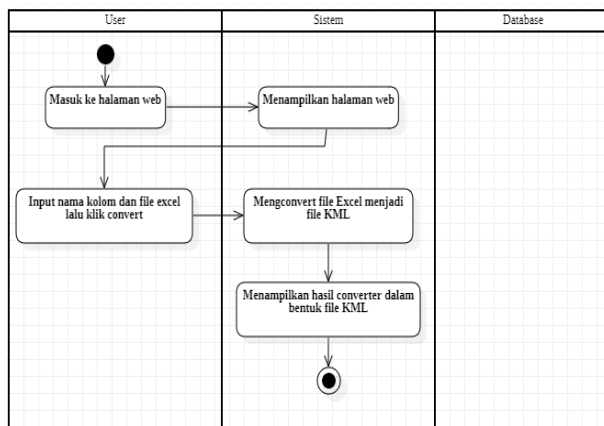 User
Sistem
Database
Masuk ke halaman web
Menampilkan halaman web
Input nama kolom dan file excel
lalu klik convert
Mengconvert file Excel menjadi
file KML
Menampilkan hasil converter dalam
bentuk file KML